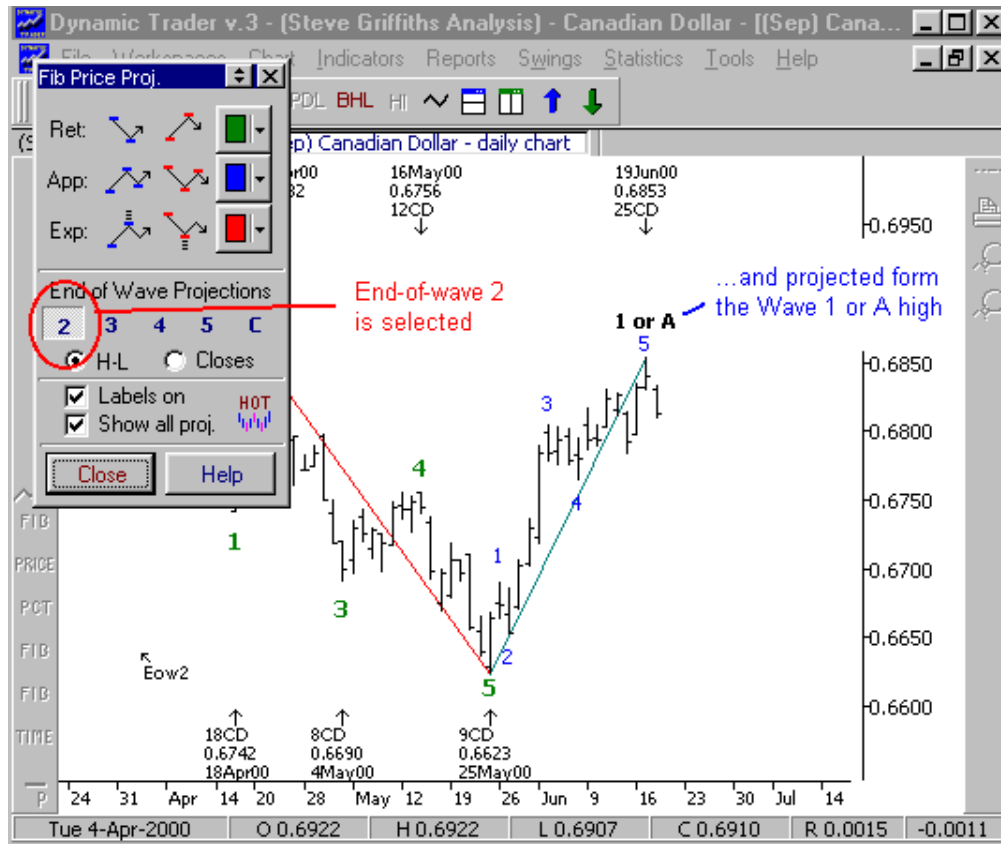 Dynamic Trader v.3 - (Steve Griffiths Analysis) - Canadian Dollar - [(Sep) Cana...
Indicators Reports Swings Statistics Tools Help
Fib Price Proj.
PDL BHL HI
Ret:
App:
Exp:
End of Wave Projections
2 3 4 5 C
H-L Closes
Labels on
Show all proj.
HOT
Close Help
Canadian Dollar - daily chart
16May00
0.6756
12CD
19Jun00
0.6853
25CD
End-of-wave 2
is selected
...and projected form
the Wave 1 or A high
1 or A
5
3
4
1
2
4
1
3
5
Eow2
18CD
0.6742
18Apr00
8CD
0.6690
4May00
9CD
0.6623
25May00
0.6950
0.6850
0.6800
0.6750
0.6700
0.6650
0.6600
FIB
PRICE
PCT
FIB
FIB
TIME
P
24 31 Apr 14 20 28 May 12 19 26 Jun 9 16 23 30 Jul 14
Tue 4-Apr-2000 O 0.6922 H 0.6922 L 0.6907 C 0.6910 R 0.0015 -0.0011